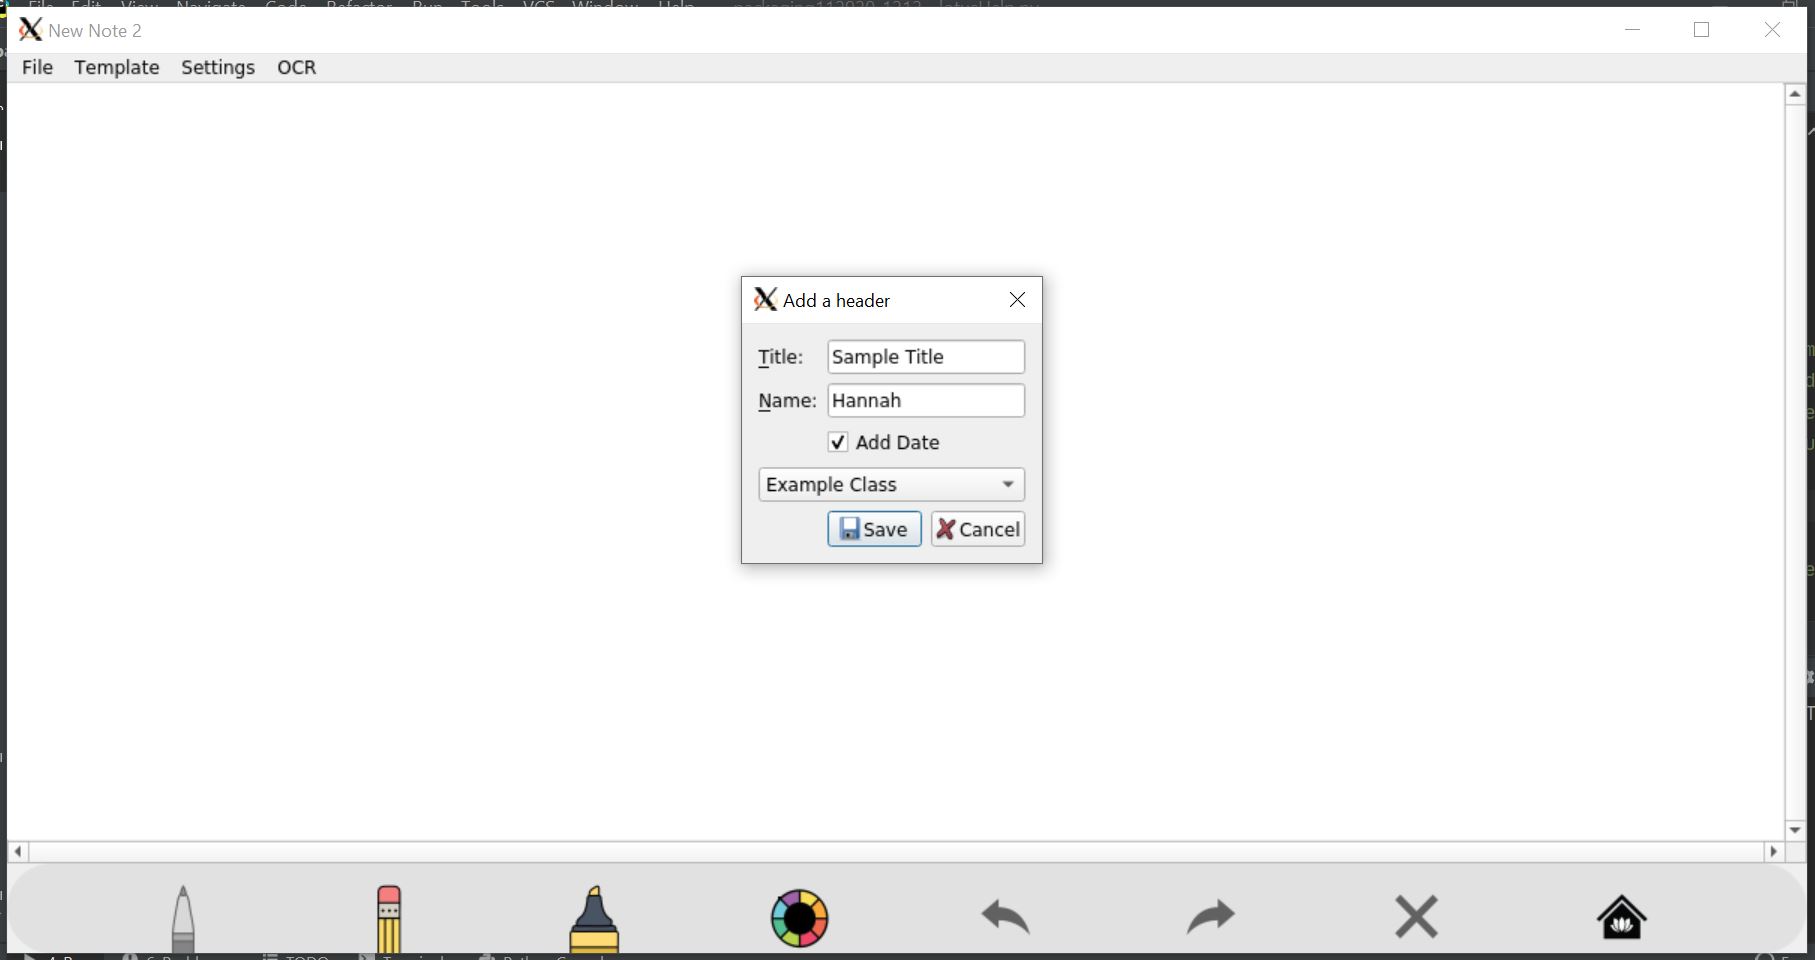 New Note 2
File Template Settings OCR
Add a header
Title: Sample Title
Name: Hannah
Add Date
Example Class
Save Cancel